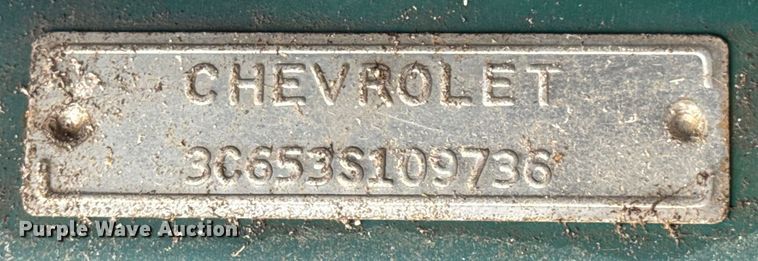 CHEVROLET
3C653S109736
Purple Wave Auction